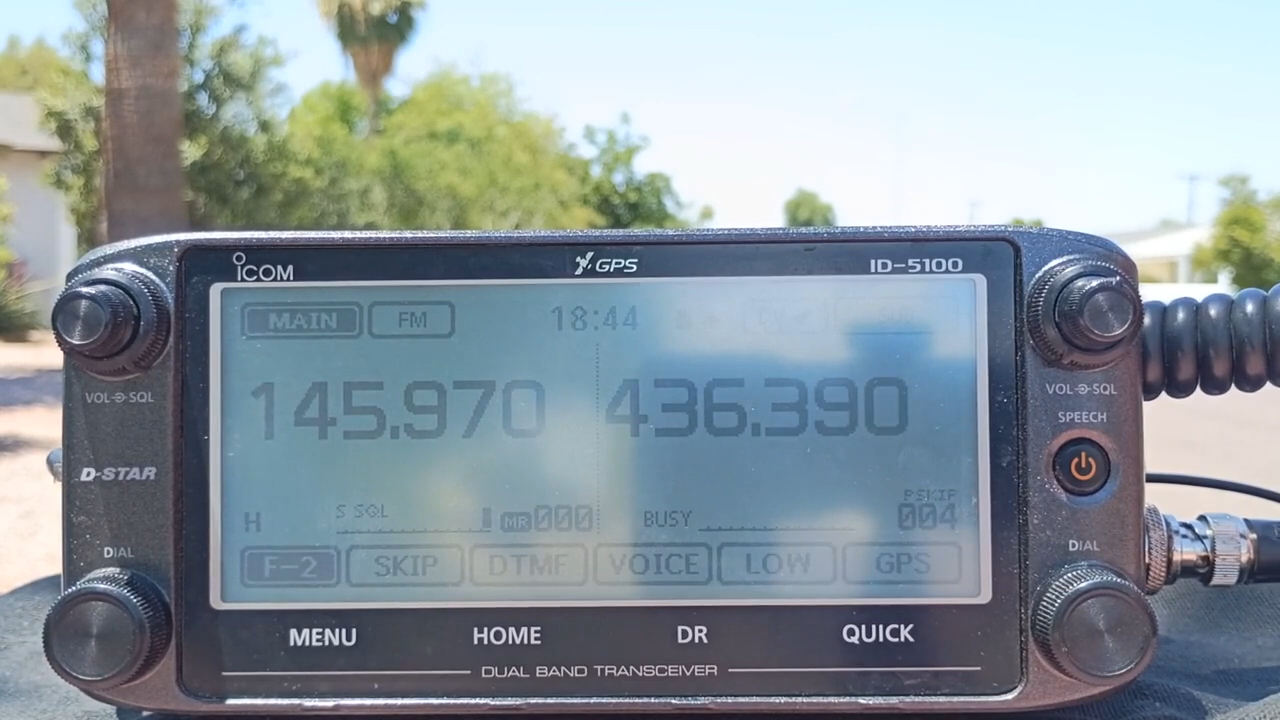 ICOM
GPS
ID-5100
MAIN FM 18:44
145.970 436.390
VOL SQL
VOL SQL
SPEECH
D-STAR
PSKIP
H S SQL MR 000 BUSY 004
DIAL
DIAL
F-2 SKIP DTMF VOICE LOW GPS
MENU HOME DR QUICK
DUAL BAND TRANSCEIVER